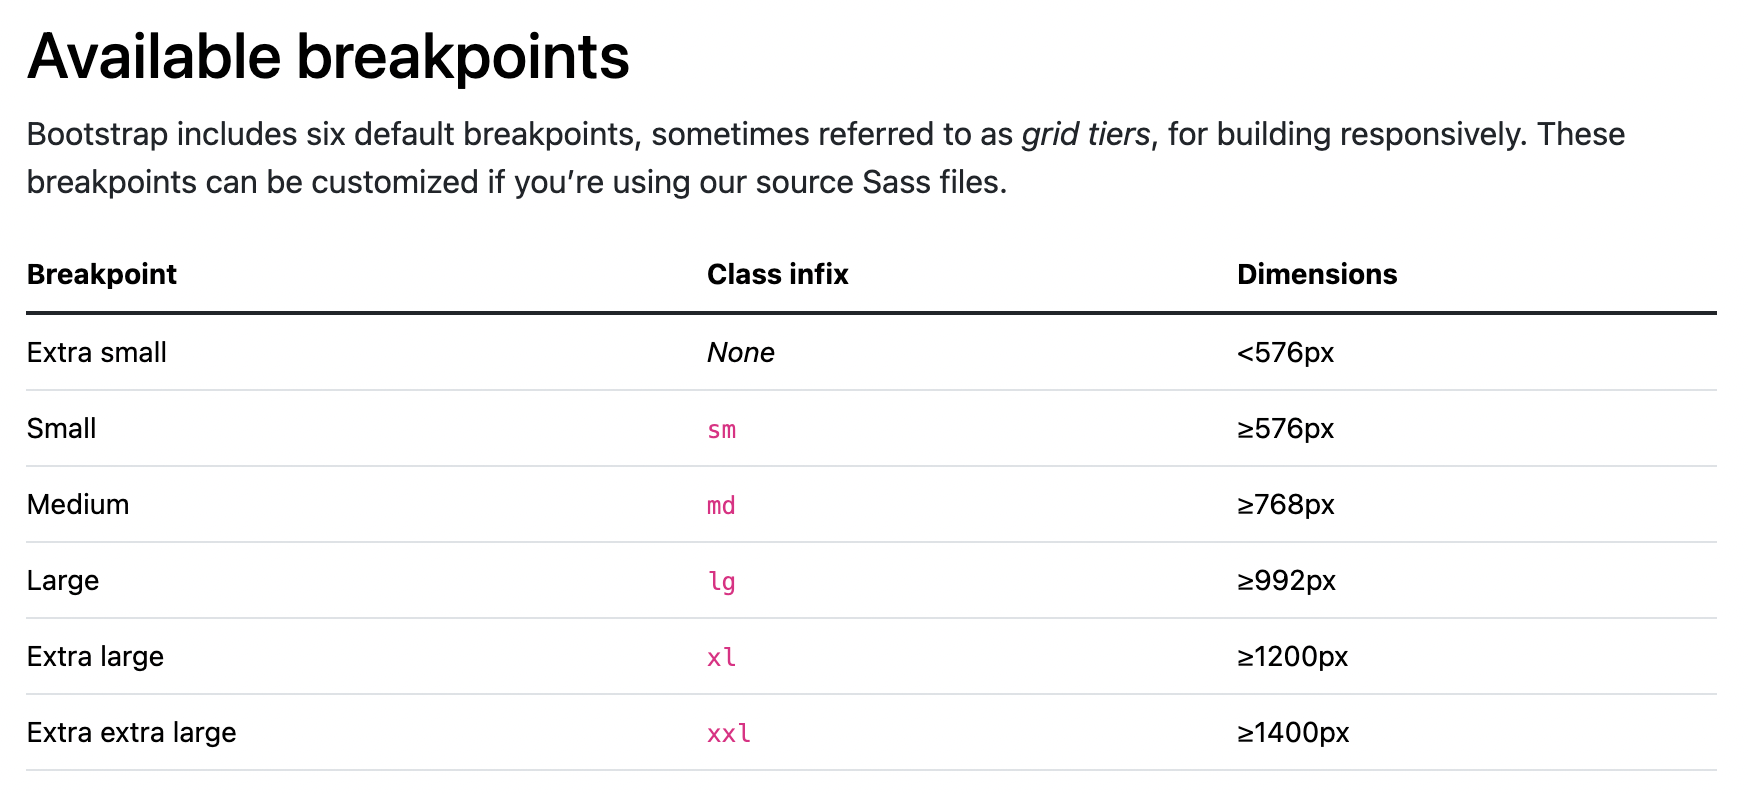 Available breakpoints
Bootstrap includes six default breakpoints, sometimes referred to as grid tiers, for building responsively. These
breakpoints can be customized if you’re using our source Sass files.
Breakpoint Class infix Dimensions
Extra small None <576px
Small sm ≥576px
Medium md ≥768px
Large lg ≥992px
Extra large xl ≥1200px
Extra extra large xxl ≥1400px